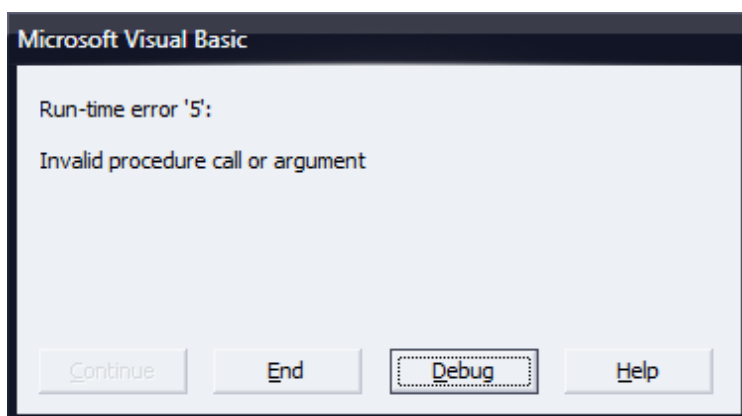 Microsoft Visual Basic
Run-time error '5':
Invalid procedure call or argument
Continue End Debug Help